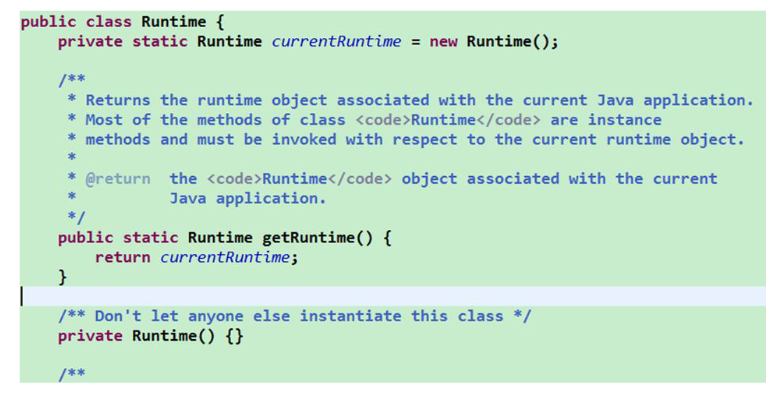 public class Runtime {
    private static Runtime currentRuntime = new Runtime();
    /**
     * Returns the runtime object associated with the current Java application.
     * Most of the methods of class <code>Runtime</code> are instance
     * methods and must be invoked with respect to the current runtime object.
     *
     * @return  the <code>Runtime</code> object associated with the current
     *          Java application.
     */
    public static Runtime getRuntime() {
        return currentRuntime;
    }
    /** Don't let anyone else instantiate this class */
    private Runtime() {}
    /**